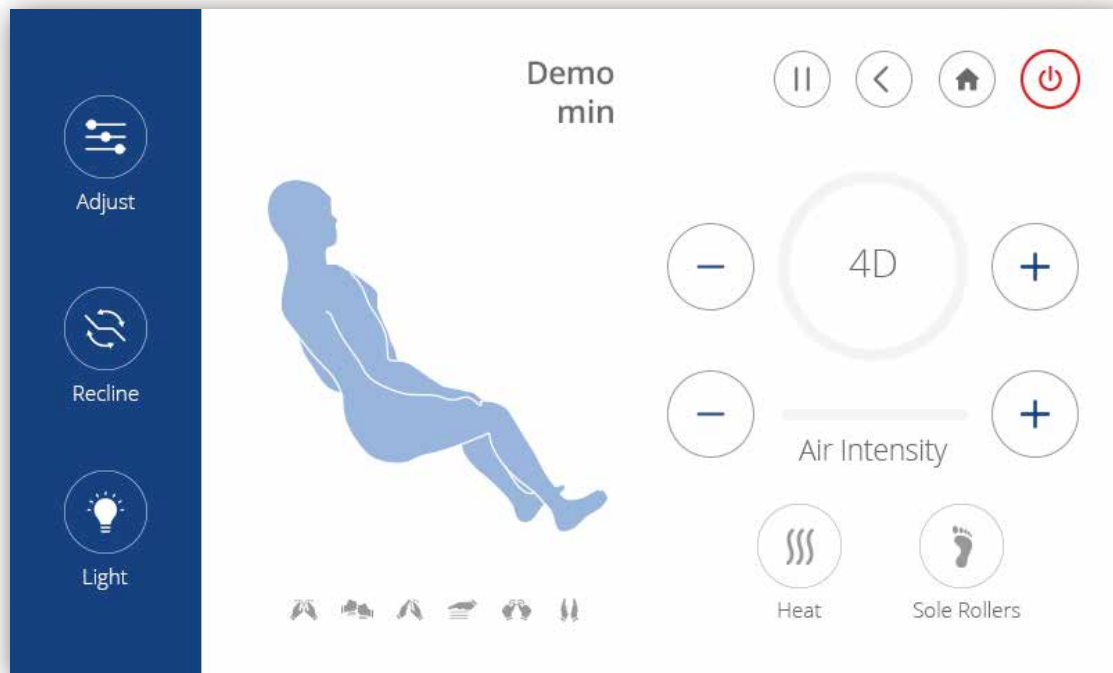 Demo
min
Adjust
4D
Recline
Air Intensity
Light
Heat
Sole Rollers